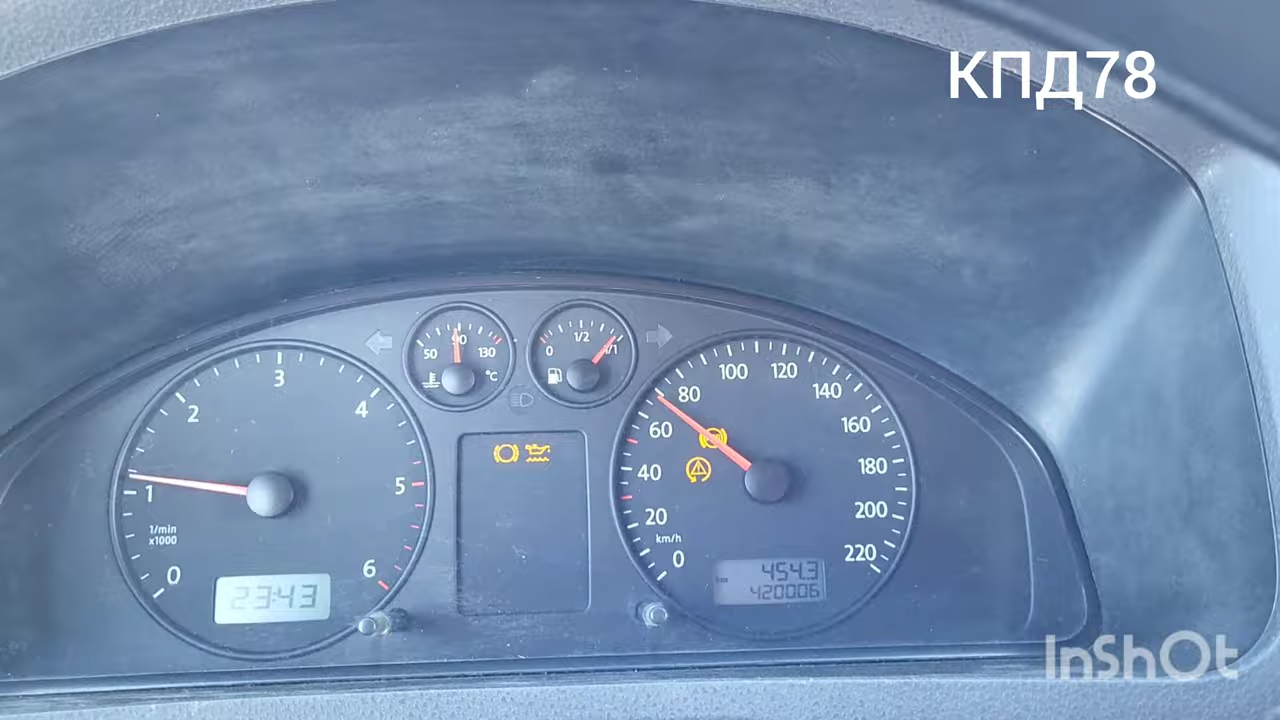 КПД78
50 90 130
°C
0 1/2 1/1
0 1 2 3 4 5 6
1/min
x1000
23:43
0 20 40 60 80 100 120 140 160 180 200 220
km/h
km 454.3
420006
InShOt